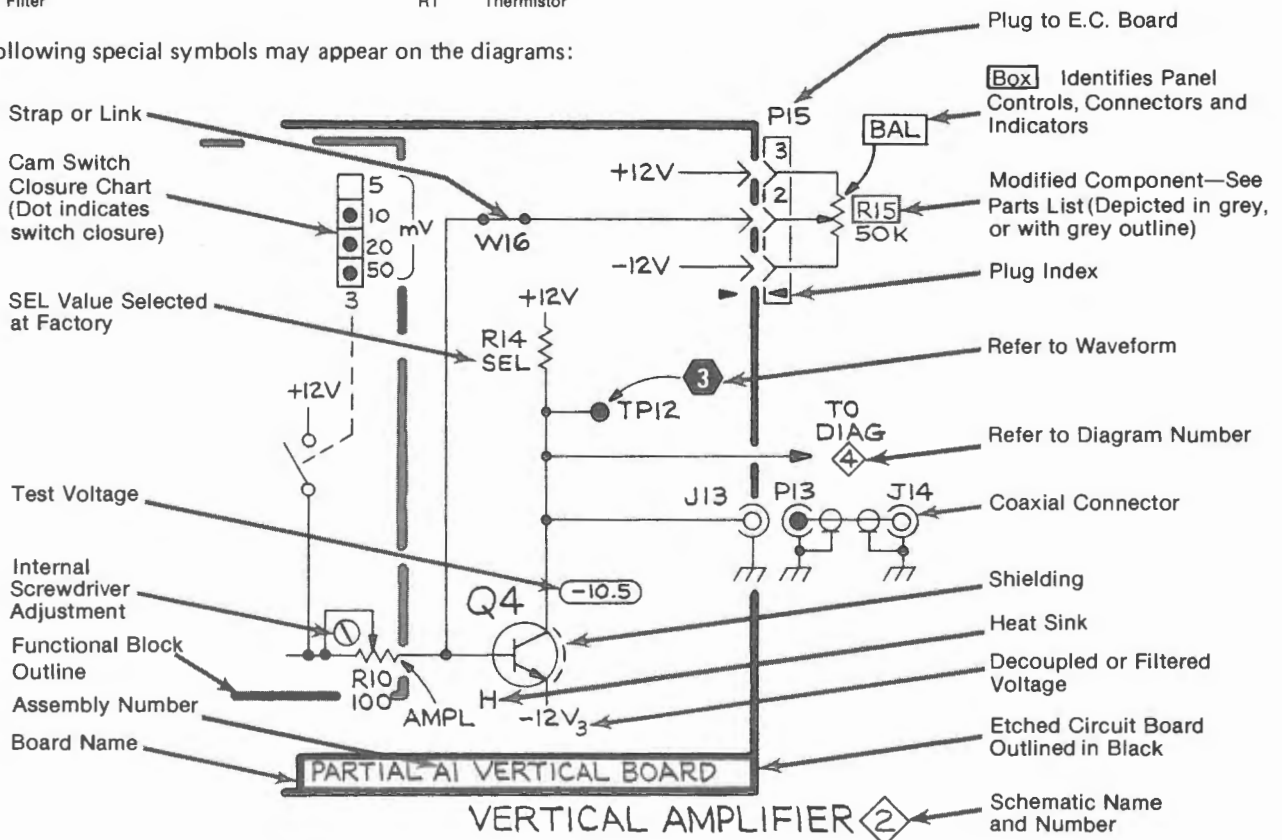 Filter
RT Thermistor
ollowing special symbols may appear on the diagrams:
Strap or Link
Cam Switch
Closure Chart
(Dot indicates
switch closure)
SEL Value Selected
at Factory
Test Voltage
Internal
Screwdriver
Adjustment
Functional Block
Outline
Assembly Number
Board Name
5
10
20
50
mV
3
+12V
W16
+12V
R14
SEL
3
TP12
+12V
-12V
P15
3
2
BAL
R15
50K
TO
DIAG
4
J13
P13
J14
-10.5
Q4
R10
100
AMPL
H
-12V3
PARTIAL A1 VERTICAL BOARD
VERTICAL AMPLIFIER 2
Plug to E.C. Board
Box Identifies Panel
Controls, Connectors and
Indicators
Modified Component—See
Parts List (Depicted in grey,
or with grey outline)
Plug Index
Refer to Waveform
Refer to Diagram Number
Coaxial Connector
Shielding
Heat Sink
Decoupled or Filtered
Voltage
Etched Circuit Board
Outlined in Black
Schematic Name
and Number